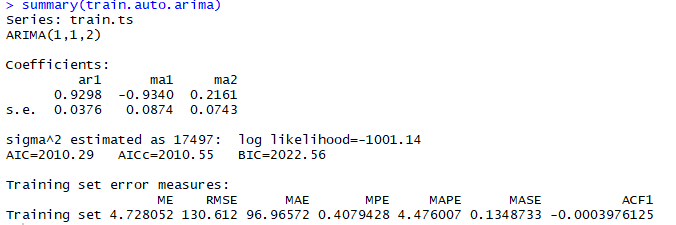 > summary(train.auto.arima)
Series: train.ts
ARIMA(1,1,2)
Coefficients:
ar1 ma1 ma2
0.9298 -0.9340 0.2161
s.e. 0.0376 0.0874 0.0743
sigma^2 estimated as 17497: log likelihood=-1001.14
AIC=2010.29 AICc=2010.55 BIC=2022.56
Training set error measures:
ME RMSE MAE MPE MAPE MASE ACF1
Training set 4.728052 130.612 96.96572 0.4079428 4.476007 0.1348733 -0.0003976125